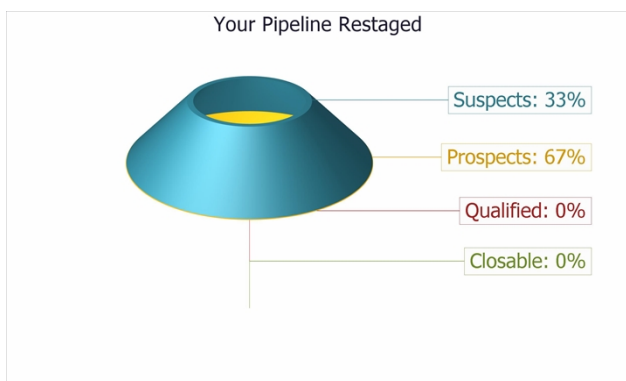 Your Pipeline Restaged
Suspects: 33%
Prospects: 67%
Qualified: 0%
Closable: 0%